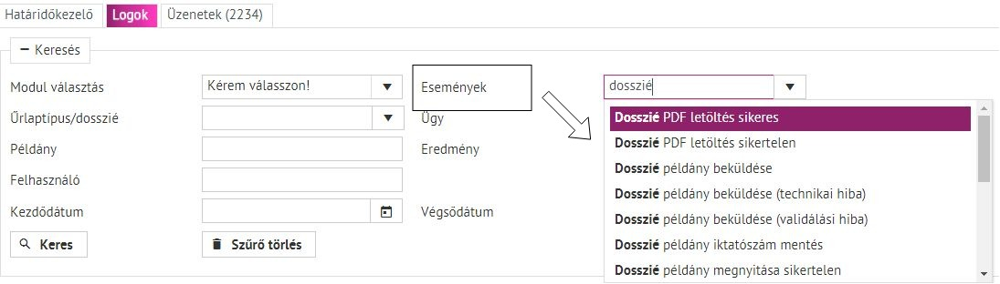 Határidőkezelő Logok Üzenetek (2234)
Keresés
Modul választás Kérem válasszon! Események dosszié
Űrlaptípus/dosszié Ügy
Dosszié PDF letöltés sikeres
Dosszié PDF letöltés sikertelen
Példány Eredmény
Dosszié példány beküldése
Felhasználó
Dosszié példány beküldése (technikai hiba)
Kezdődátum Végsődátum
Dosszié példány beküldése (validálási hiba)
Keres Szűrő törlés
Dosszié példány iktatószám mentés
Dosszié példány megnyitása sikertelen